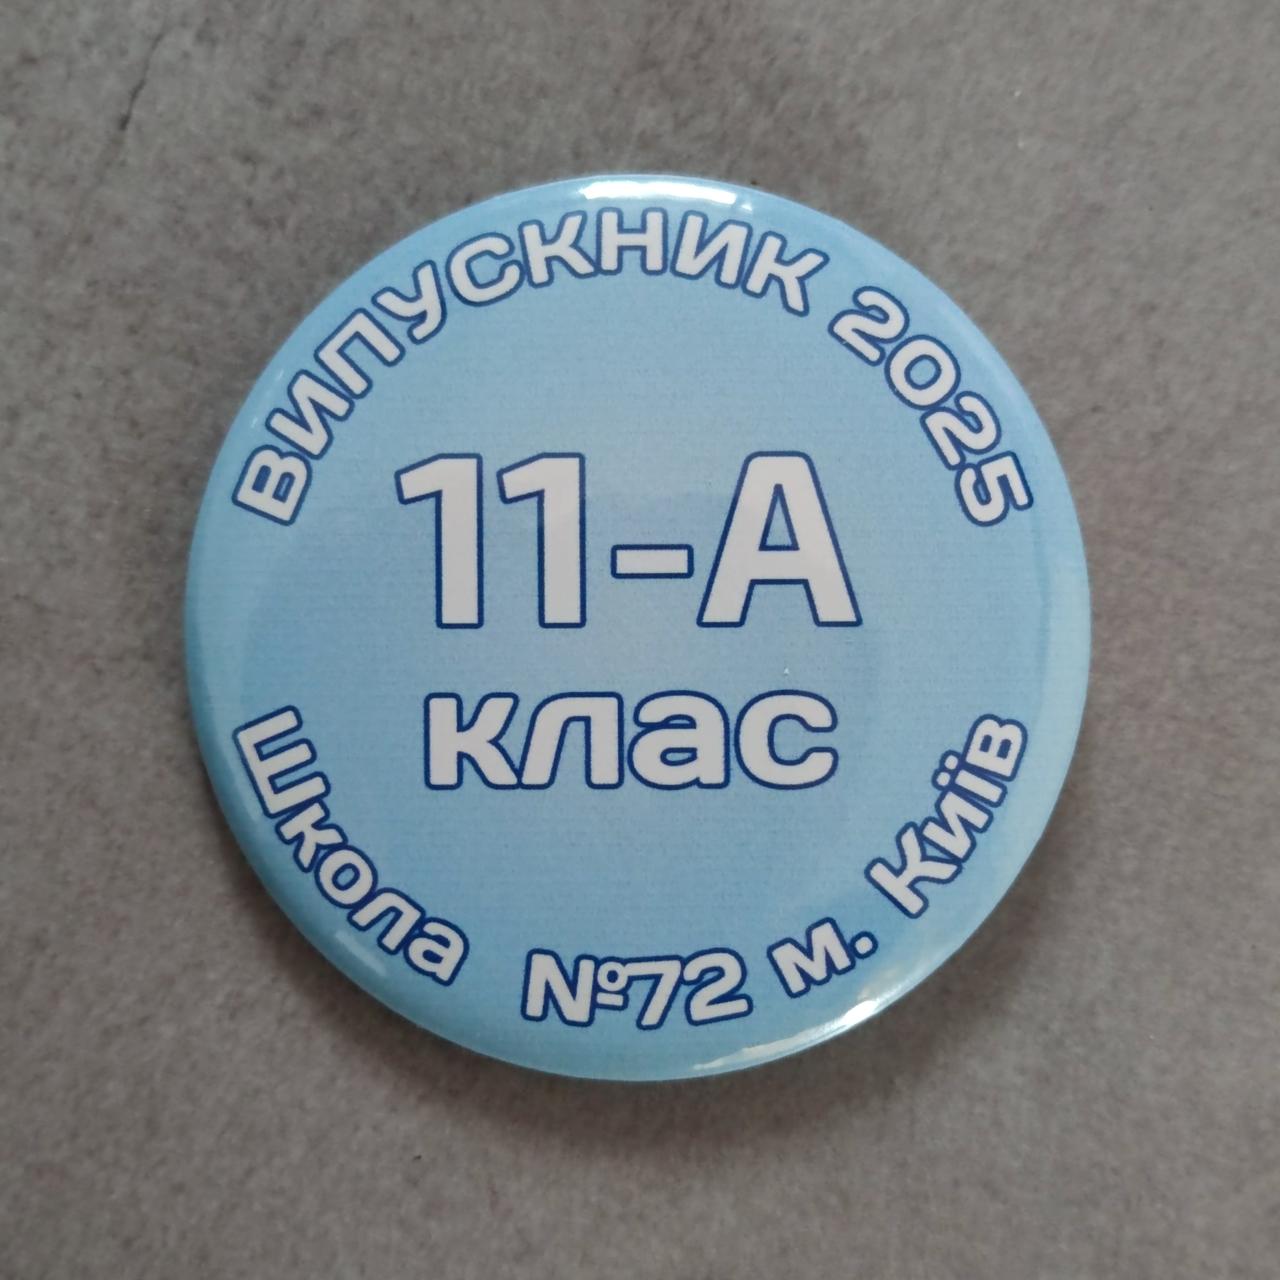 ВИПУСКНИК 2025
11-А
клас
Школа №72 м. Київ